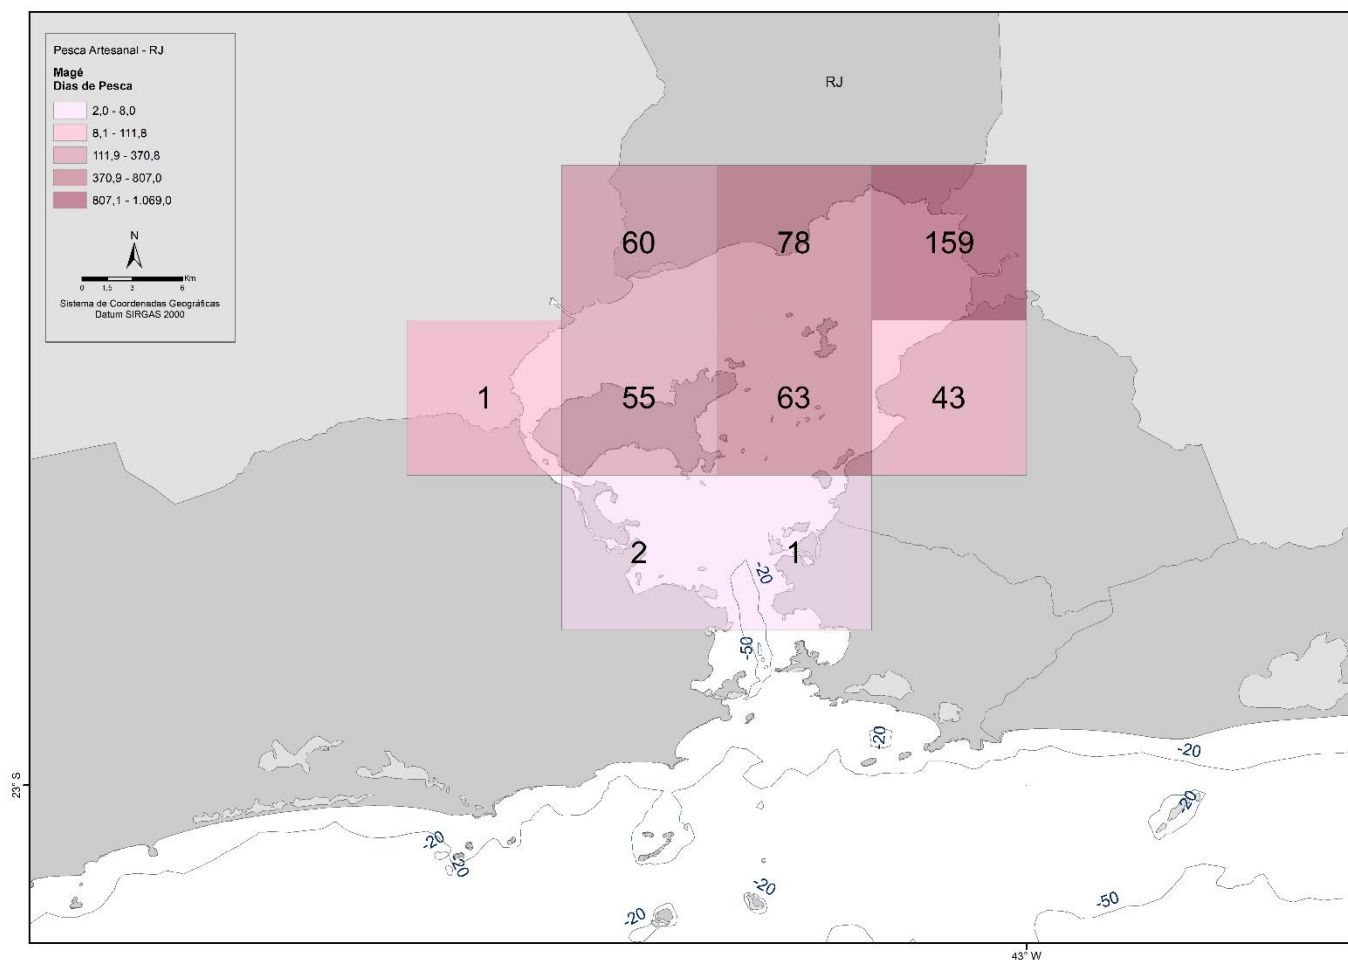 Pesca Artesanal - RJ
Magé
Dias de Pesca
2,0 - 8,0
8,1 - 111,8
111,9 - 370,8
370,9 - 807,0
807,1 - 1.069,0
N
Km
0 1,5 3 6
Sistema de Coordenadas Geográficas
Datum SIRGAS 2000
RJ
60 78 159
1 55 63 43
2 1
-20
-50
-20
-20
23° S
-20
-20
-20
-20
-20
-50
43° W